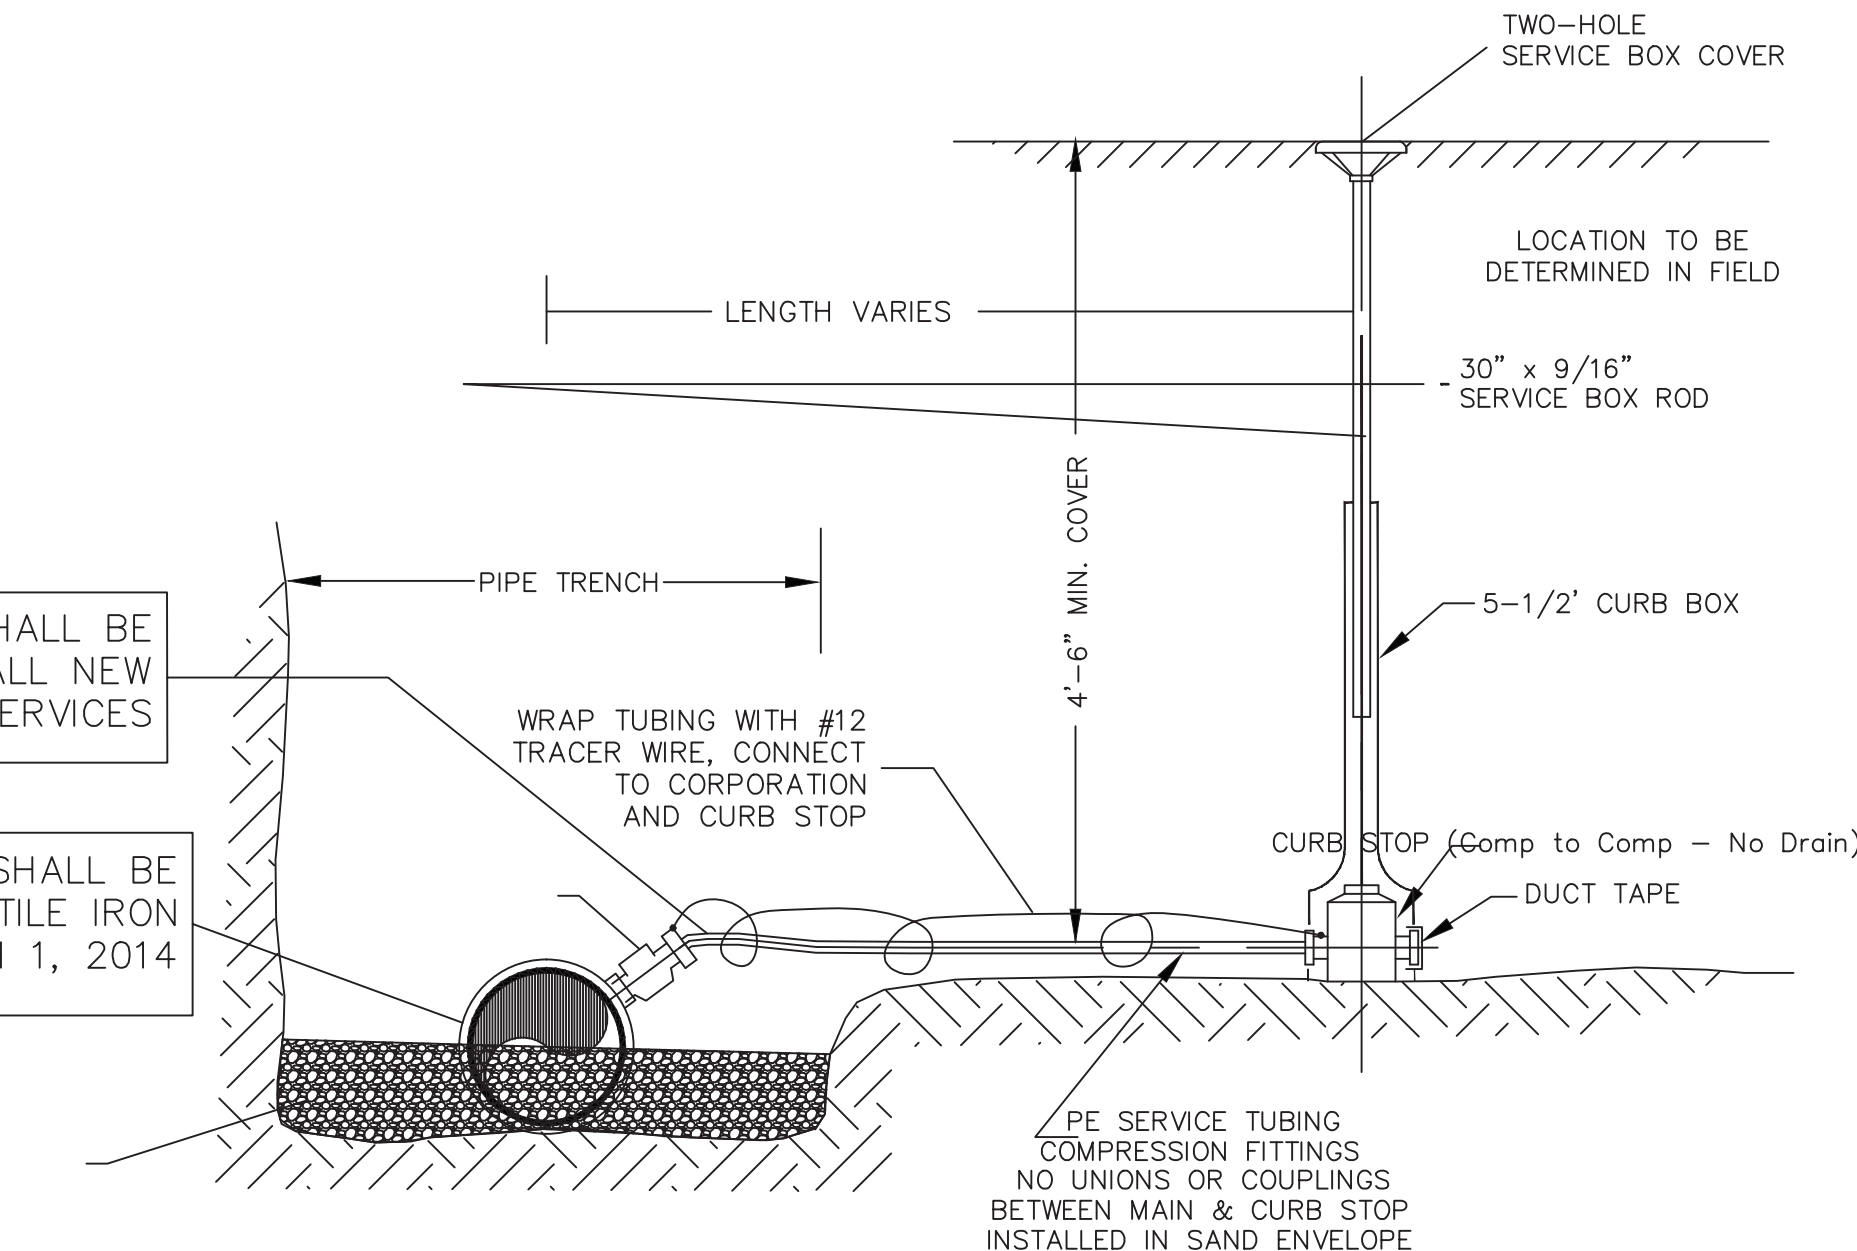 TWO-HOLE
SERVICE BOX COVER
LOCATION TO BE
DETERMINED IN FIELD
LENGTH VARIES
30" x 9/16"
SERVICE BOX ROD
4'-6" MIN. COVER
PIPE TRENCH
5-1/2' CURB BOX
HALL BE
ALL NEW
ERVICES
WRAP TUBING WITH #12
TRACER WIRE, CONNECT
TO CORPORATION
AND CURB STOP
CURB STOP (Comp to Comp - No Drain)
DUCT TAPE
SHALL BE
TILE IRON
1, 2014
PE SERVICE TUBING
COMPRESSION FITTINGS
NO UNIONS OR COUPLINGS
BETWEEN MAIN & CURB STOP
INSTALLED IN SAND ENVELOPE